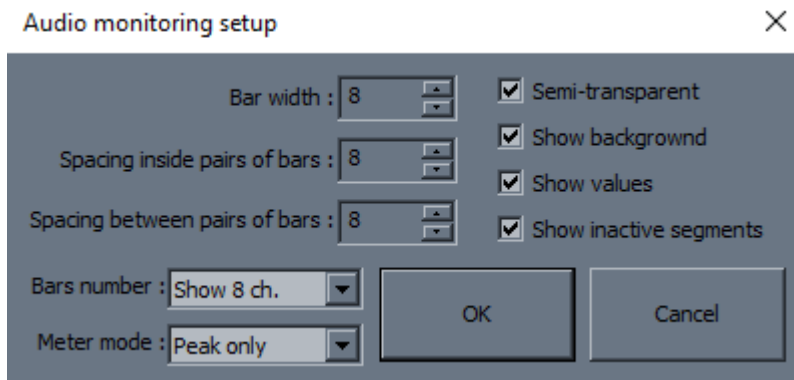 Audio monitoring setup
Bar width : 8
Semi-transparent
Spacing inside pairs of bars : 8
Show backgrownd
Spacing between pairs of bars : 8
Show values
Show inactive segments
Bars number : Show 8 ch.
Meter mode : Peak only
OK
Cancel